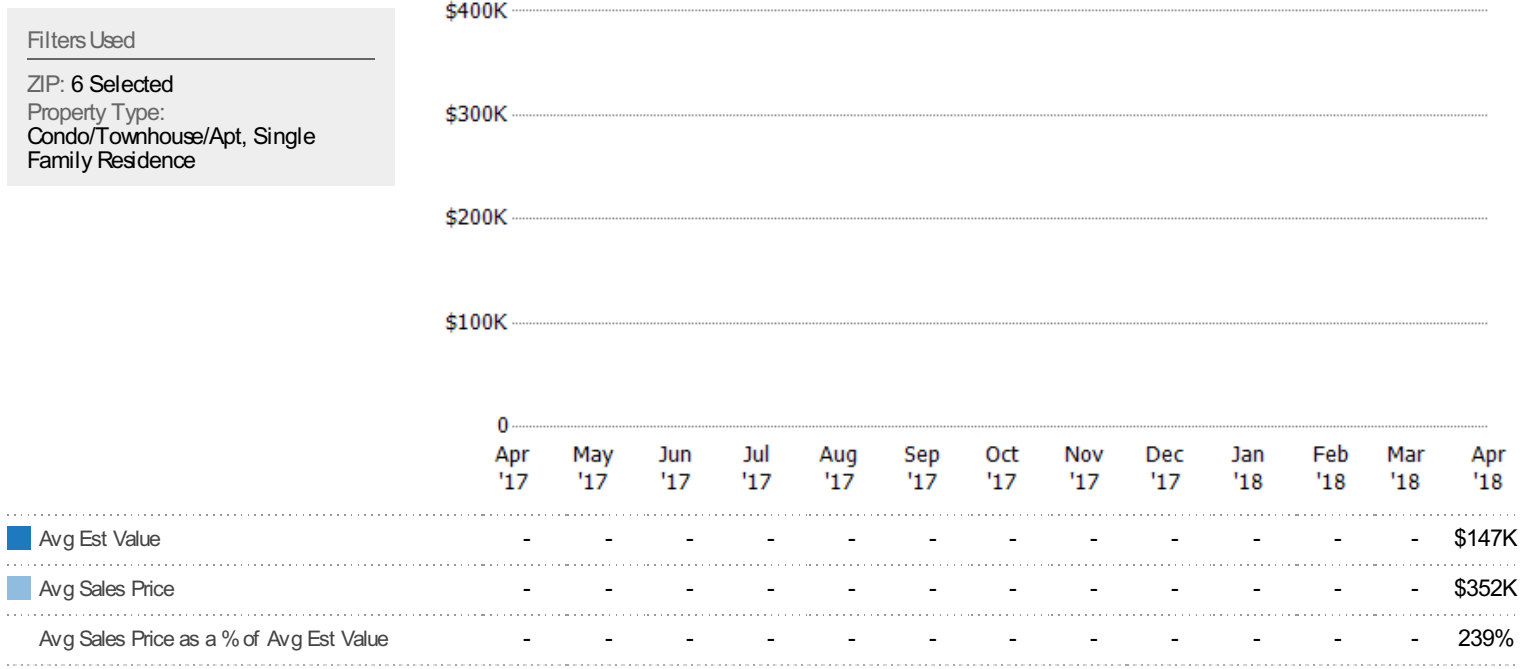 Filters Used
ZIP: 6 Selected
Property Type:
Condo/Townhouse/Apt, Single
Family Residence
$400K
$300K
$200K
$100K
0
Apr May Jun Jul Aug Sep Oct Nov Dec Jan Feb Mar Apr
'17 '17 '17 '17 '17 '17 '17 '17 '17 '18 '18 '18 '18
Avg Est Value - - - - - - - - - - - - $147K
Avg Sales Price - - - - - - - - - - - - $352K
Avg Sales Price as a % of Avg Est Value - - - - - - - - - - - - 239%